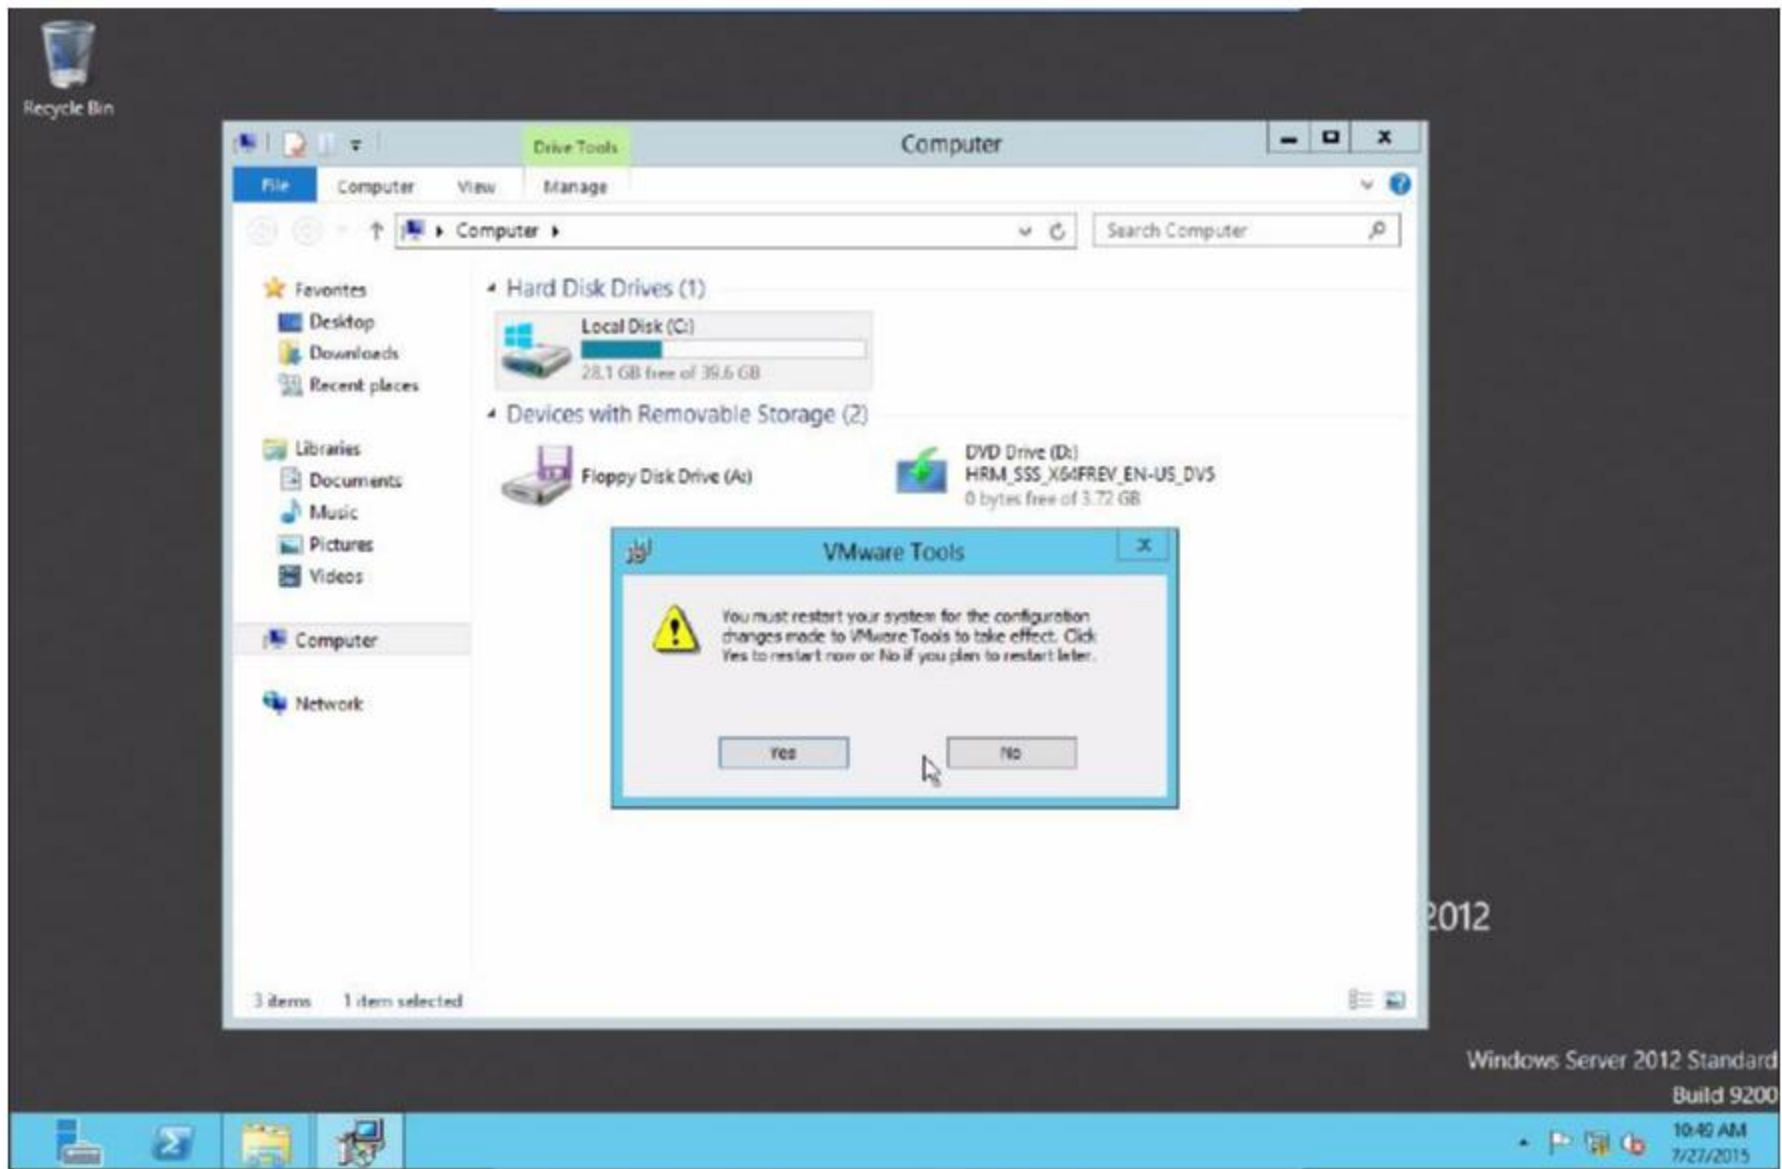 Recycle Bin
Drive Tools
Computer
File
Computer
View
Manage
Computer
Search Computer
Favorites
Desktop
Downloads
Recent places
Libraries
Documents
Music
Pictures
Videos
Computer
Network
Hard Disk Drives (1)
Local Disk (C:)
28.1 GB free of 39.6 GB
Devices with Removable Storage (2)
Floppy Disk Drive (A:)
DVD Drive (D:)
HRM_SSS_X64FREV_EN-US_DV5
0 bytes free of 3.72 GB
VMware Tools
You must restart your system for the configuration
changes made to VMware Tools to take effect. Click
Yes to restart now or No if you plan to restart later.
Yes
No
3 items
1 item selected
2012
Windows Server 2012 Standard
Build 9200
10:49 AM
7/27/2015